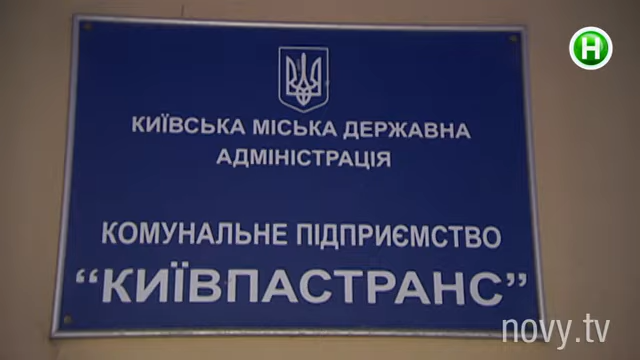 Н
КИЇВСЬКА МІСЬКА ДЕРЖАВНА
АДМІНІСТРАЦІЯ
КОМУНАЛЬНЕ ПІДПРИЄМСТВО
“КИЇВПАСТРАНС”
novy.tv